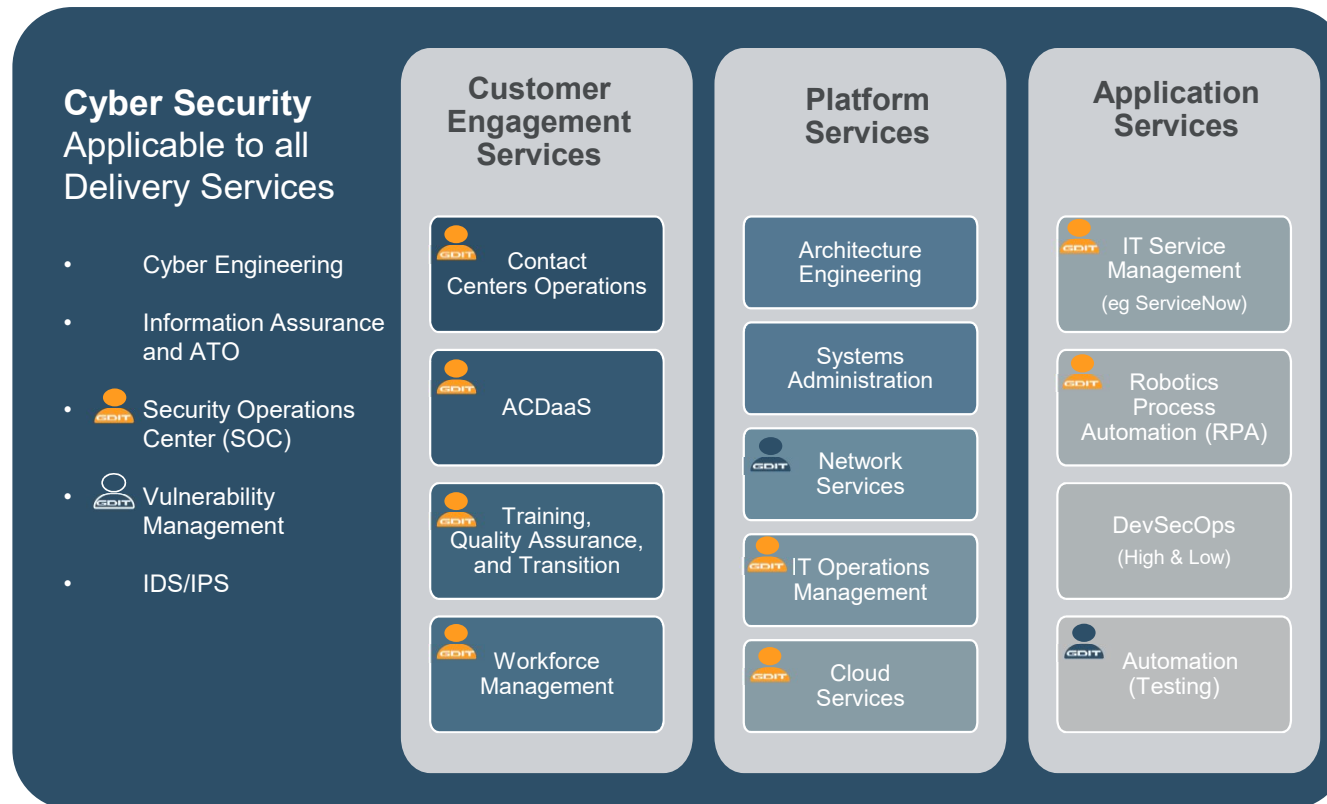 Cyber Security
Applicable to all
Delivery Services
• Cyber Engineering
• Information Assurance
and ATO
• GDIT Security Operations
Center (SOC)
• GDIT Vulnerability
Management
• IDS/IPS
Customer
Engagement
Services
GDIT
Contact
Centers Operations
GDIT
ACDaaS
GDIT
Training,
Quality Assurance,
and Transition
GDIT
Workforce
Management
Platform
Services
Architecture
Engineering
Systems
Administration
GDIT
Network
Services
GDIT
IT Operations
Management
GDIT
Cloud
Services
Application
Services
GDIT
IT Service
Management
(eg ServiceNow)
GDIT
Robotics
Process
Automation (RPA)
DevSecOps
(High & Low)
GDIT
Automation
(Testing)